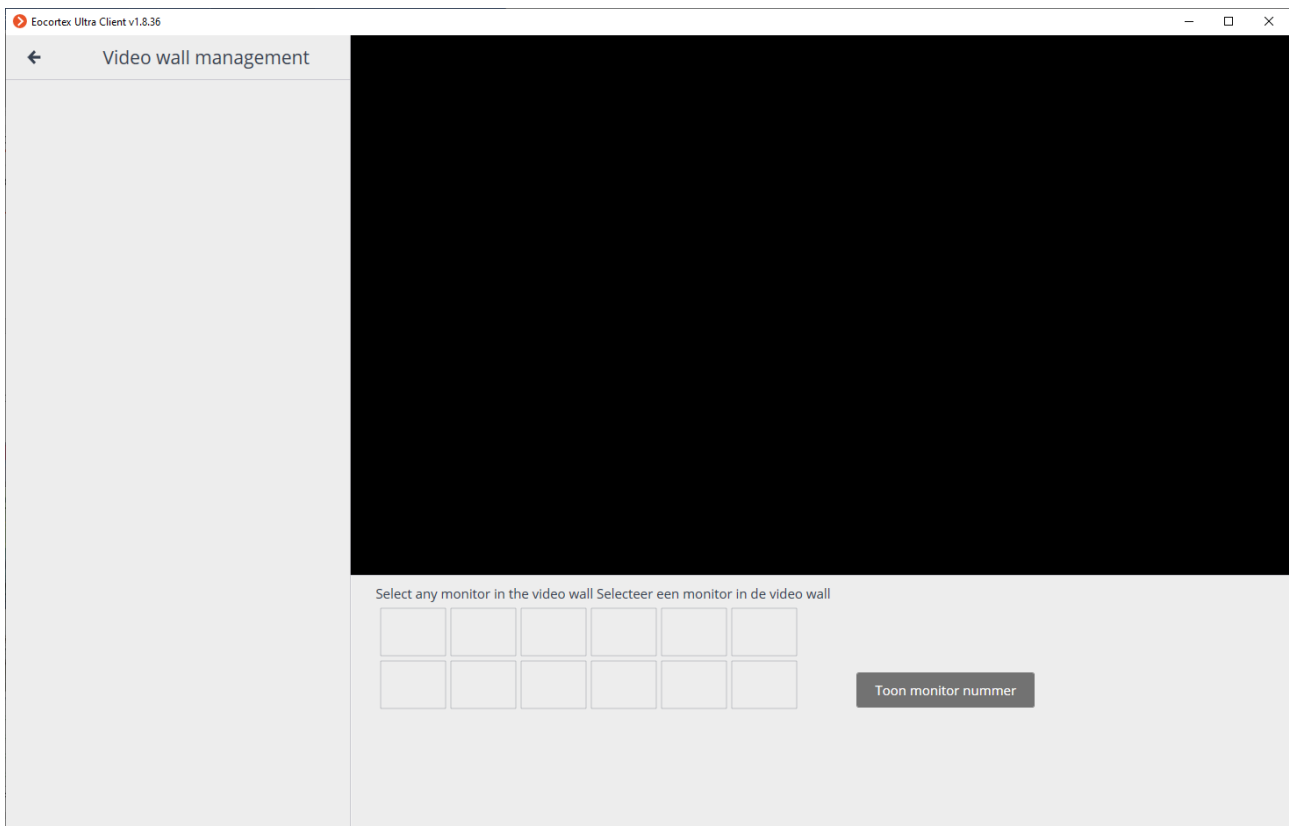 Eocortex Ultra Client v1.8.36
Video wall management
Select any monitor in the video wall Selecteer een monitor in de video wall
Toon monitor nummer